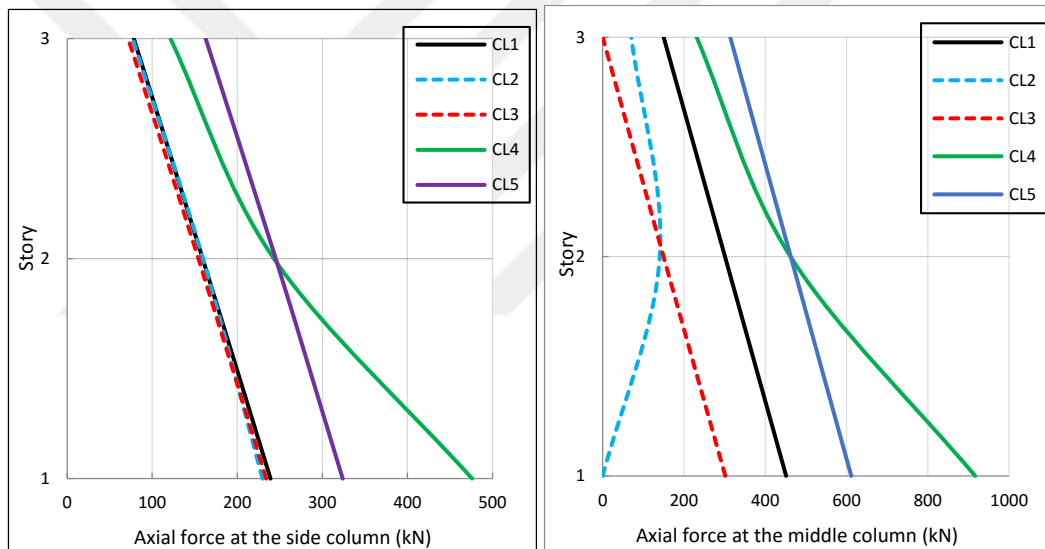 3
2
1
Story
0
100
200
300
400
500
Axial force at the side column (kN)
CL1
CL2
CL3
CL4
CL5
3
2
1
Story
0
200
400
600
800
1000
Axial force at the middle column (kN)
CL1
CL2
CL3
CL4
CL5